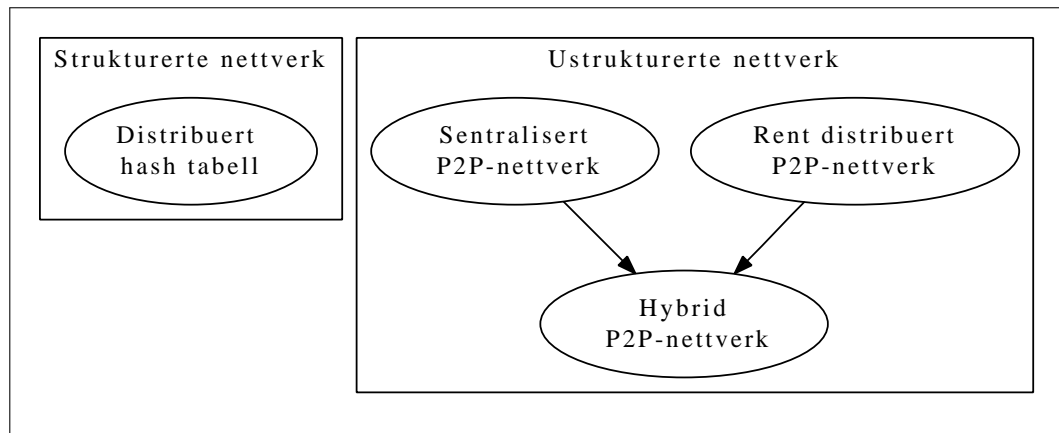 Strukturerte nettverk
Distribuert
hash tabell
Ustrukturerte nettverk
Sentralisert
P2P-nettverk
Rent distribuert
P2P-nettverk
Hybrid
P2P-nettverk